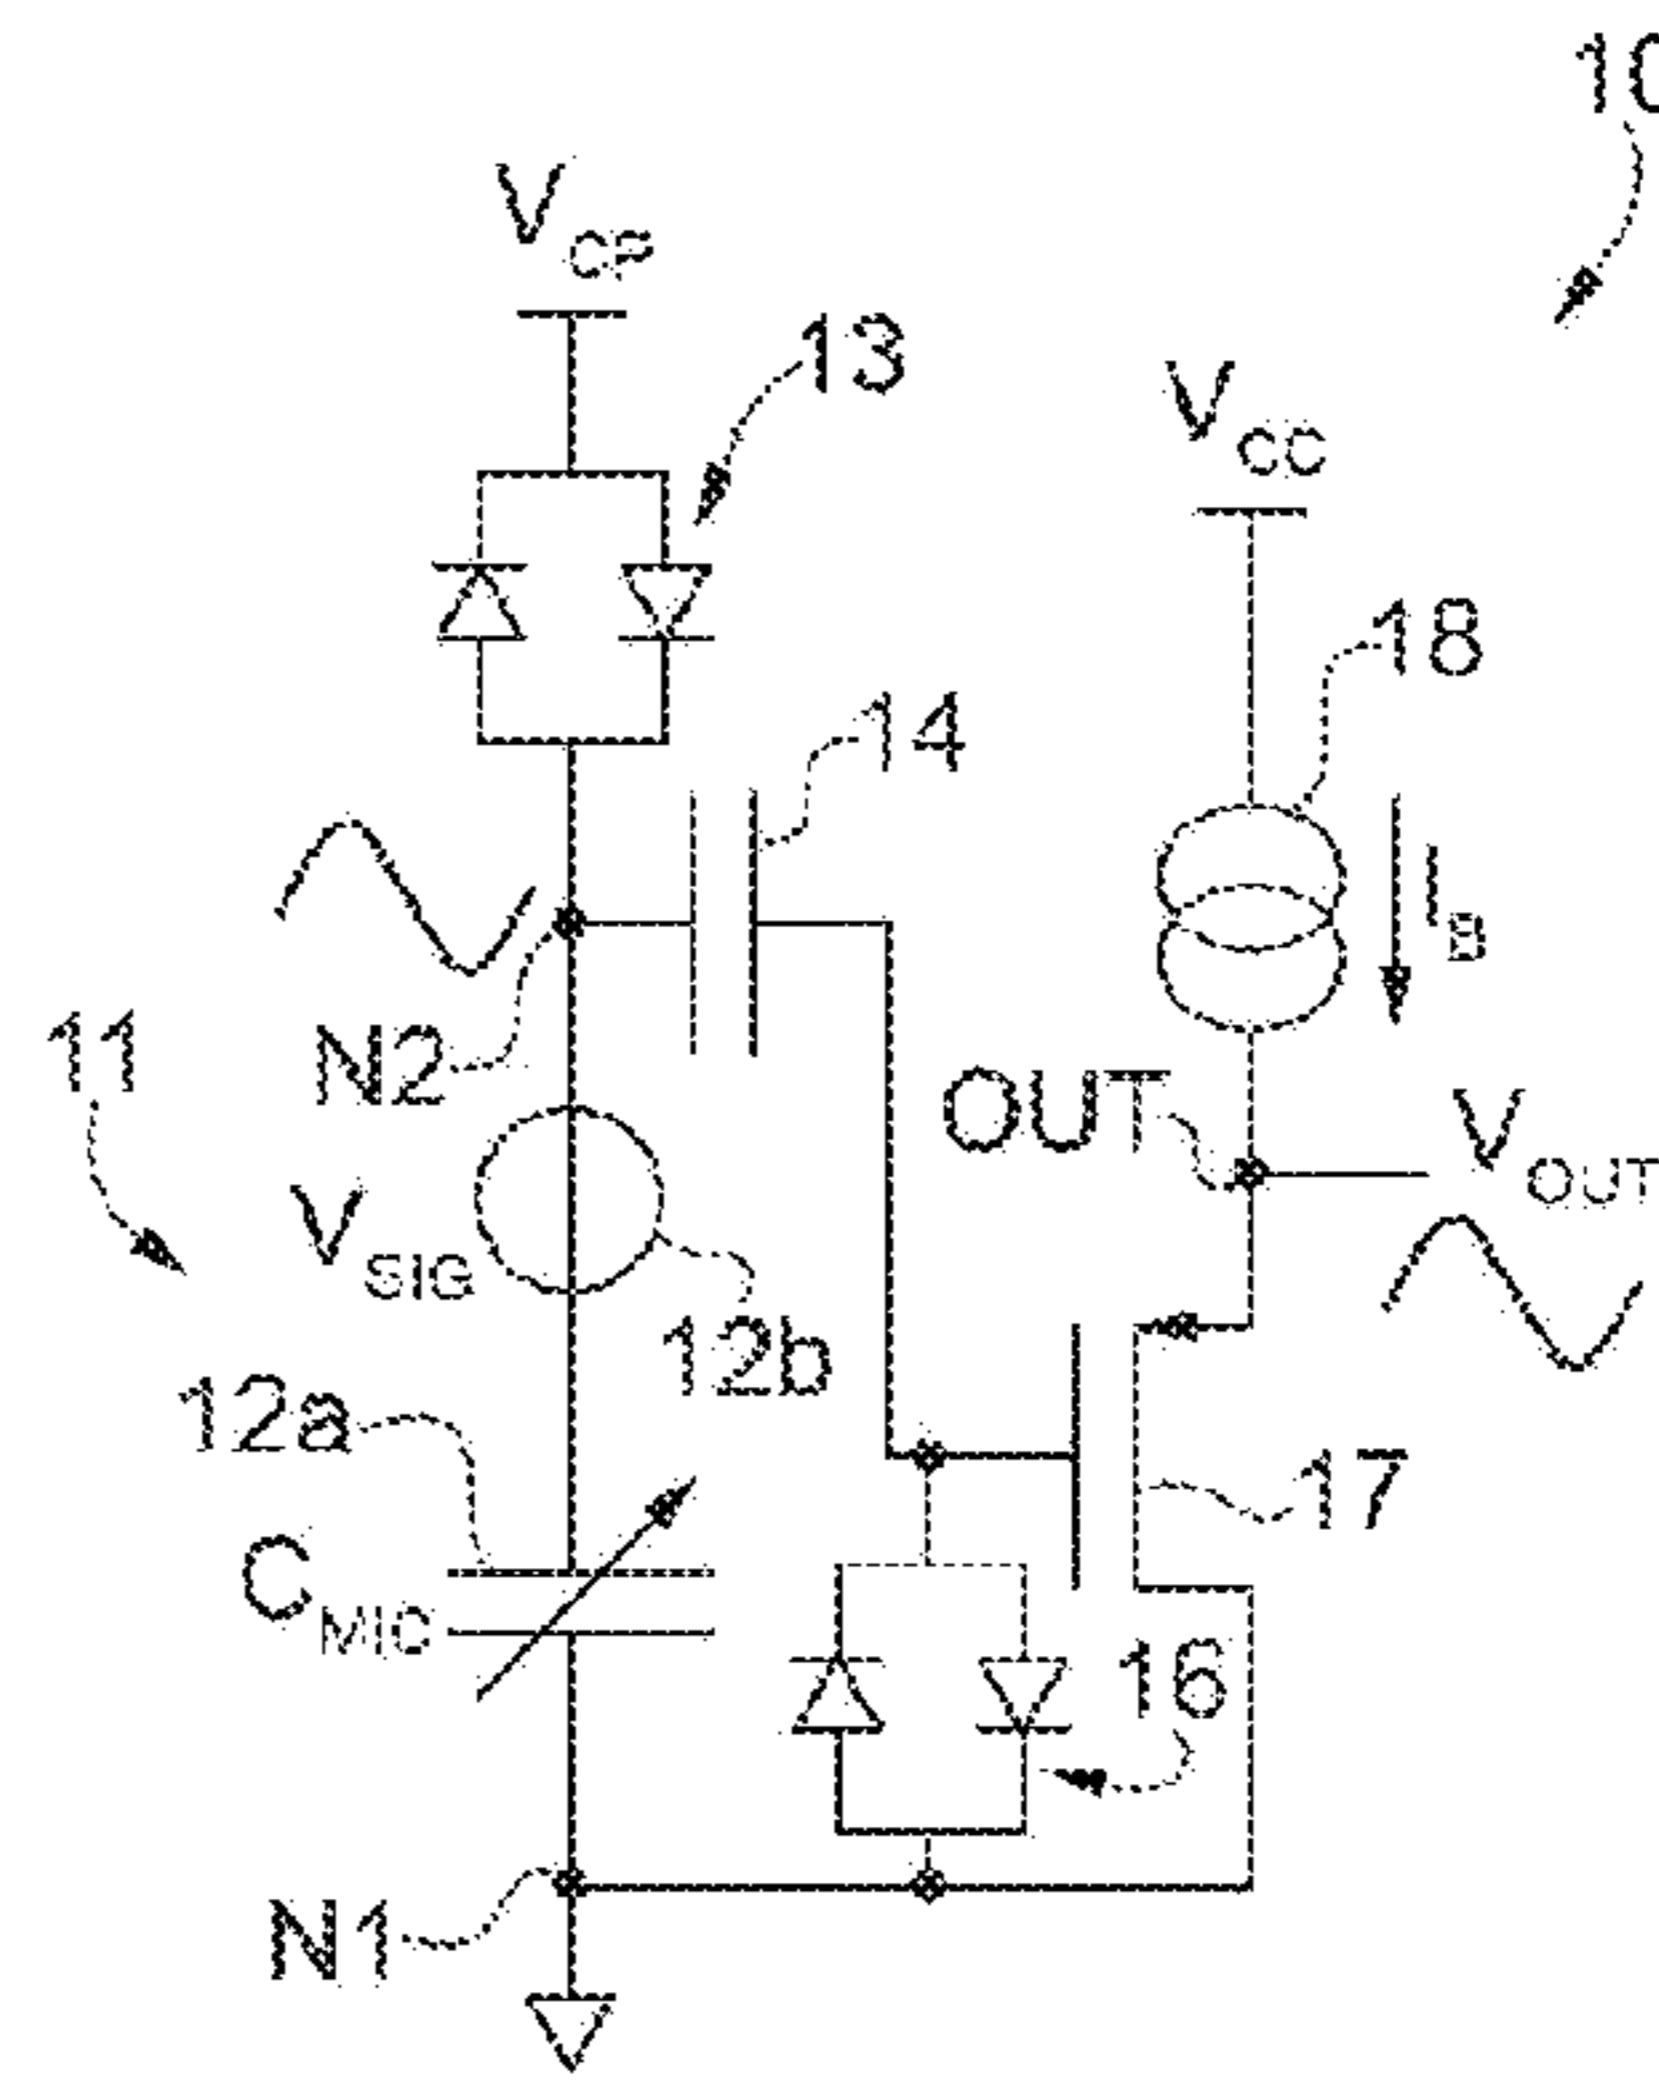 10
V_CP
13
V_CC
18
14
I_B
11
N2
OUT
V_OUT
V_SIG
12b
12a
17
C_MIC
16
N1